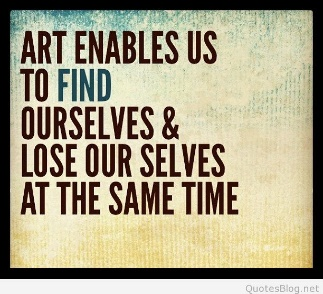 ART ENABLES US
TO FIND
OURSELVES &
LOSE OUR SELVES
AT THE SAME TIME
QuotesBlog.net